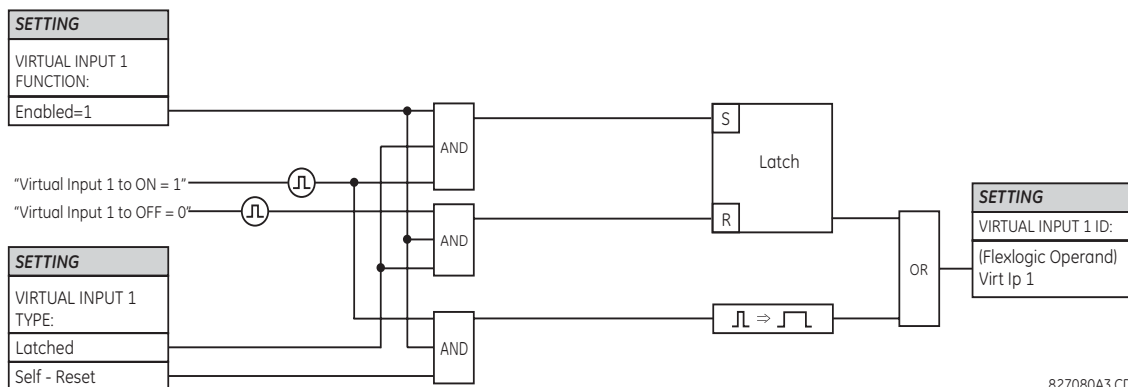 SETTING
VIRTUAL INPUT 1
FUNCTION:
Enabled=1
"Virtual Input 1 to ON = 1"
"Virtual Input 1 to OFF = 0"
SETTING
VIRTUAL INPUT 1
TYPE:
Latched
Self - Reset
AND
AND
AND
S
Latch
R
OR
SETTING
VIRTUAL INPUT 1 ID:
(Flexlogic Operand)
Virt Ip 1